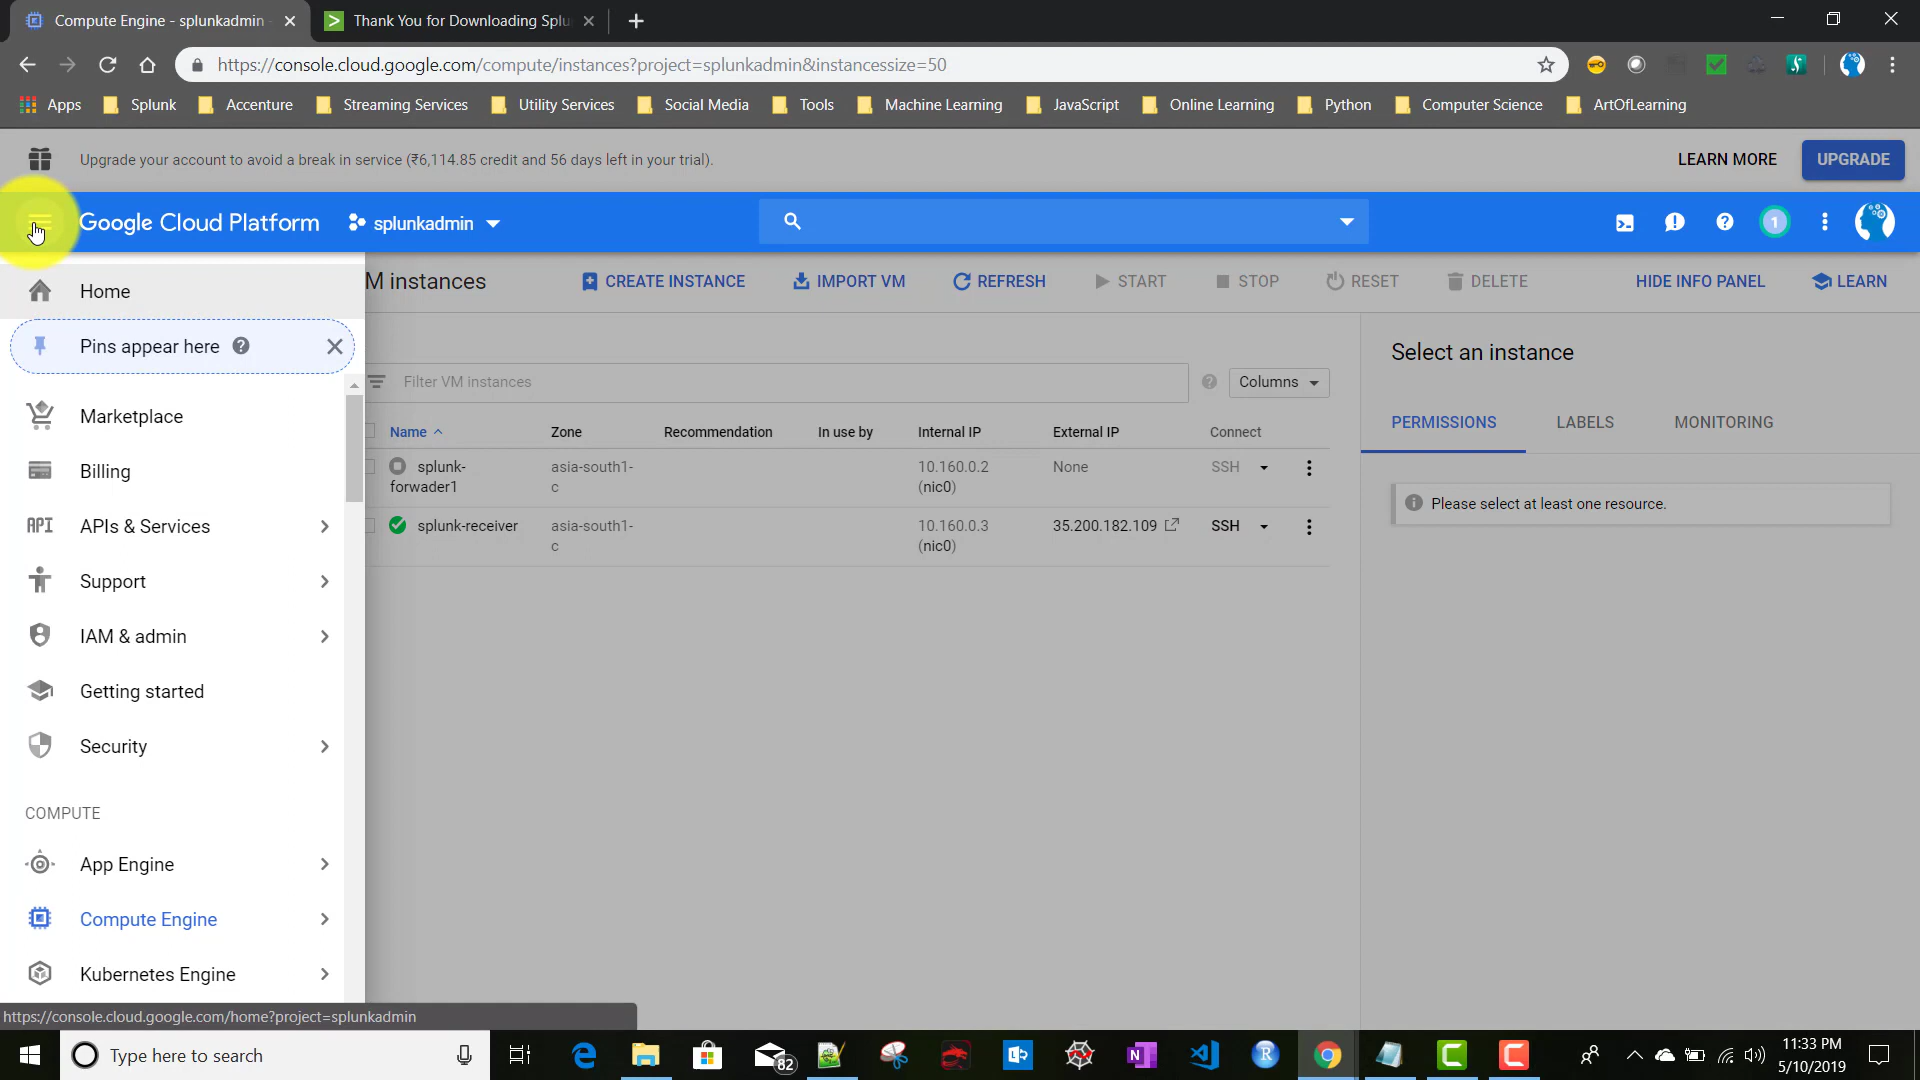 Compute Engine - splunkadmin
Thank You for Downloading Splu
https://console.cloud.google.com/compute/instances?project=splunkadmin&instancessize=50
Apps
Splunk
Accenture
Streaming Services
Utility Services
Social Media
Tools
Machine Learning
JavaScript
Online Learning
Python
Computer Science
ArtOfLearning
Upgrade your account to avoid a break in service (₹6,114.85 credit and 56 days left in your trial).
LEARN MORE
UPGRADE
Google Cloud Platform
splunkadmin
1
Home
Pins appear here
Marketplace
Billing
API
APIs & Services
Support
IAM & admin
Getting started
Security
COMPUTE
App Engine
Compute Engine
Kubernetes Engine
VM instances
CREATE INSTANCE
IMPORT VM
REFRESH
START
STOP
RESET
DELETE
HIDE INFO PANEL
LEARN
Filter VM instances
Columns
Name
Zone
Recommendation
In use by
Internal IP
External IP
Connect
splunk-
forwader1
asia-south1-
c
10.160.0.2
(nic0)
None
SSH
splunk-receiver
asia-south1-
c
10.160.0.3
(nic0)
35.200.182.109
SSH
Select an instance
PERMISSIONS
LABELS
MONITORING
Please select at least one resource.
https://console.cloud.google.com/home?project=splunkadmin
Type here to search
82
11:33 PM
5/10/2019